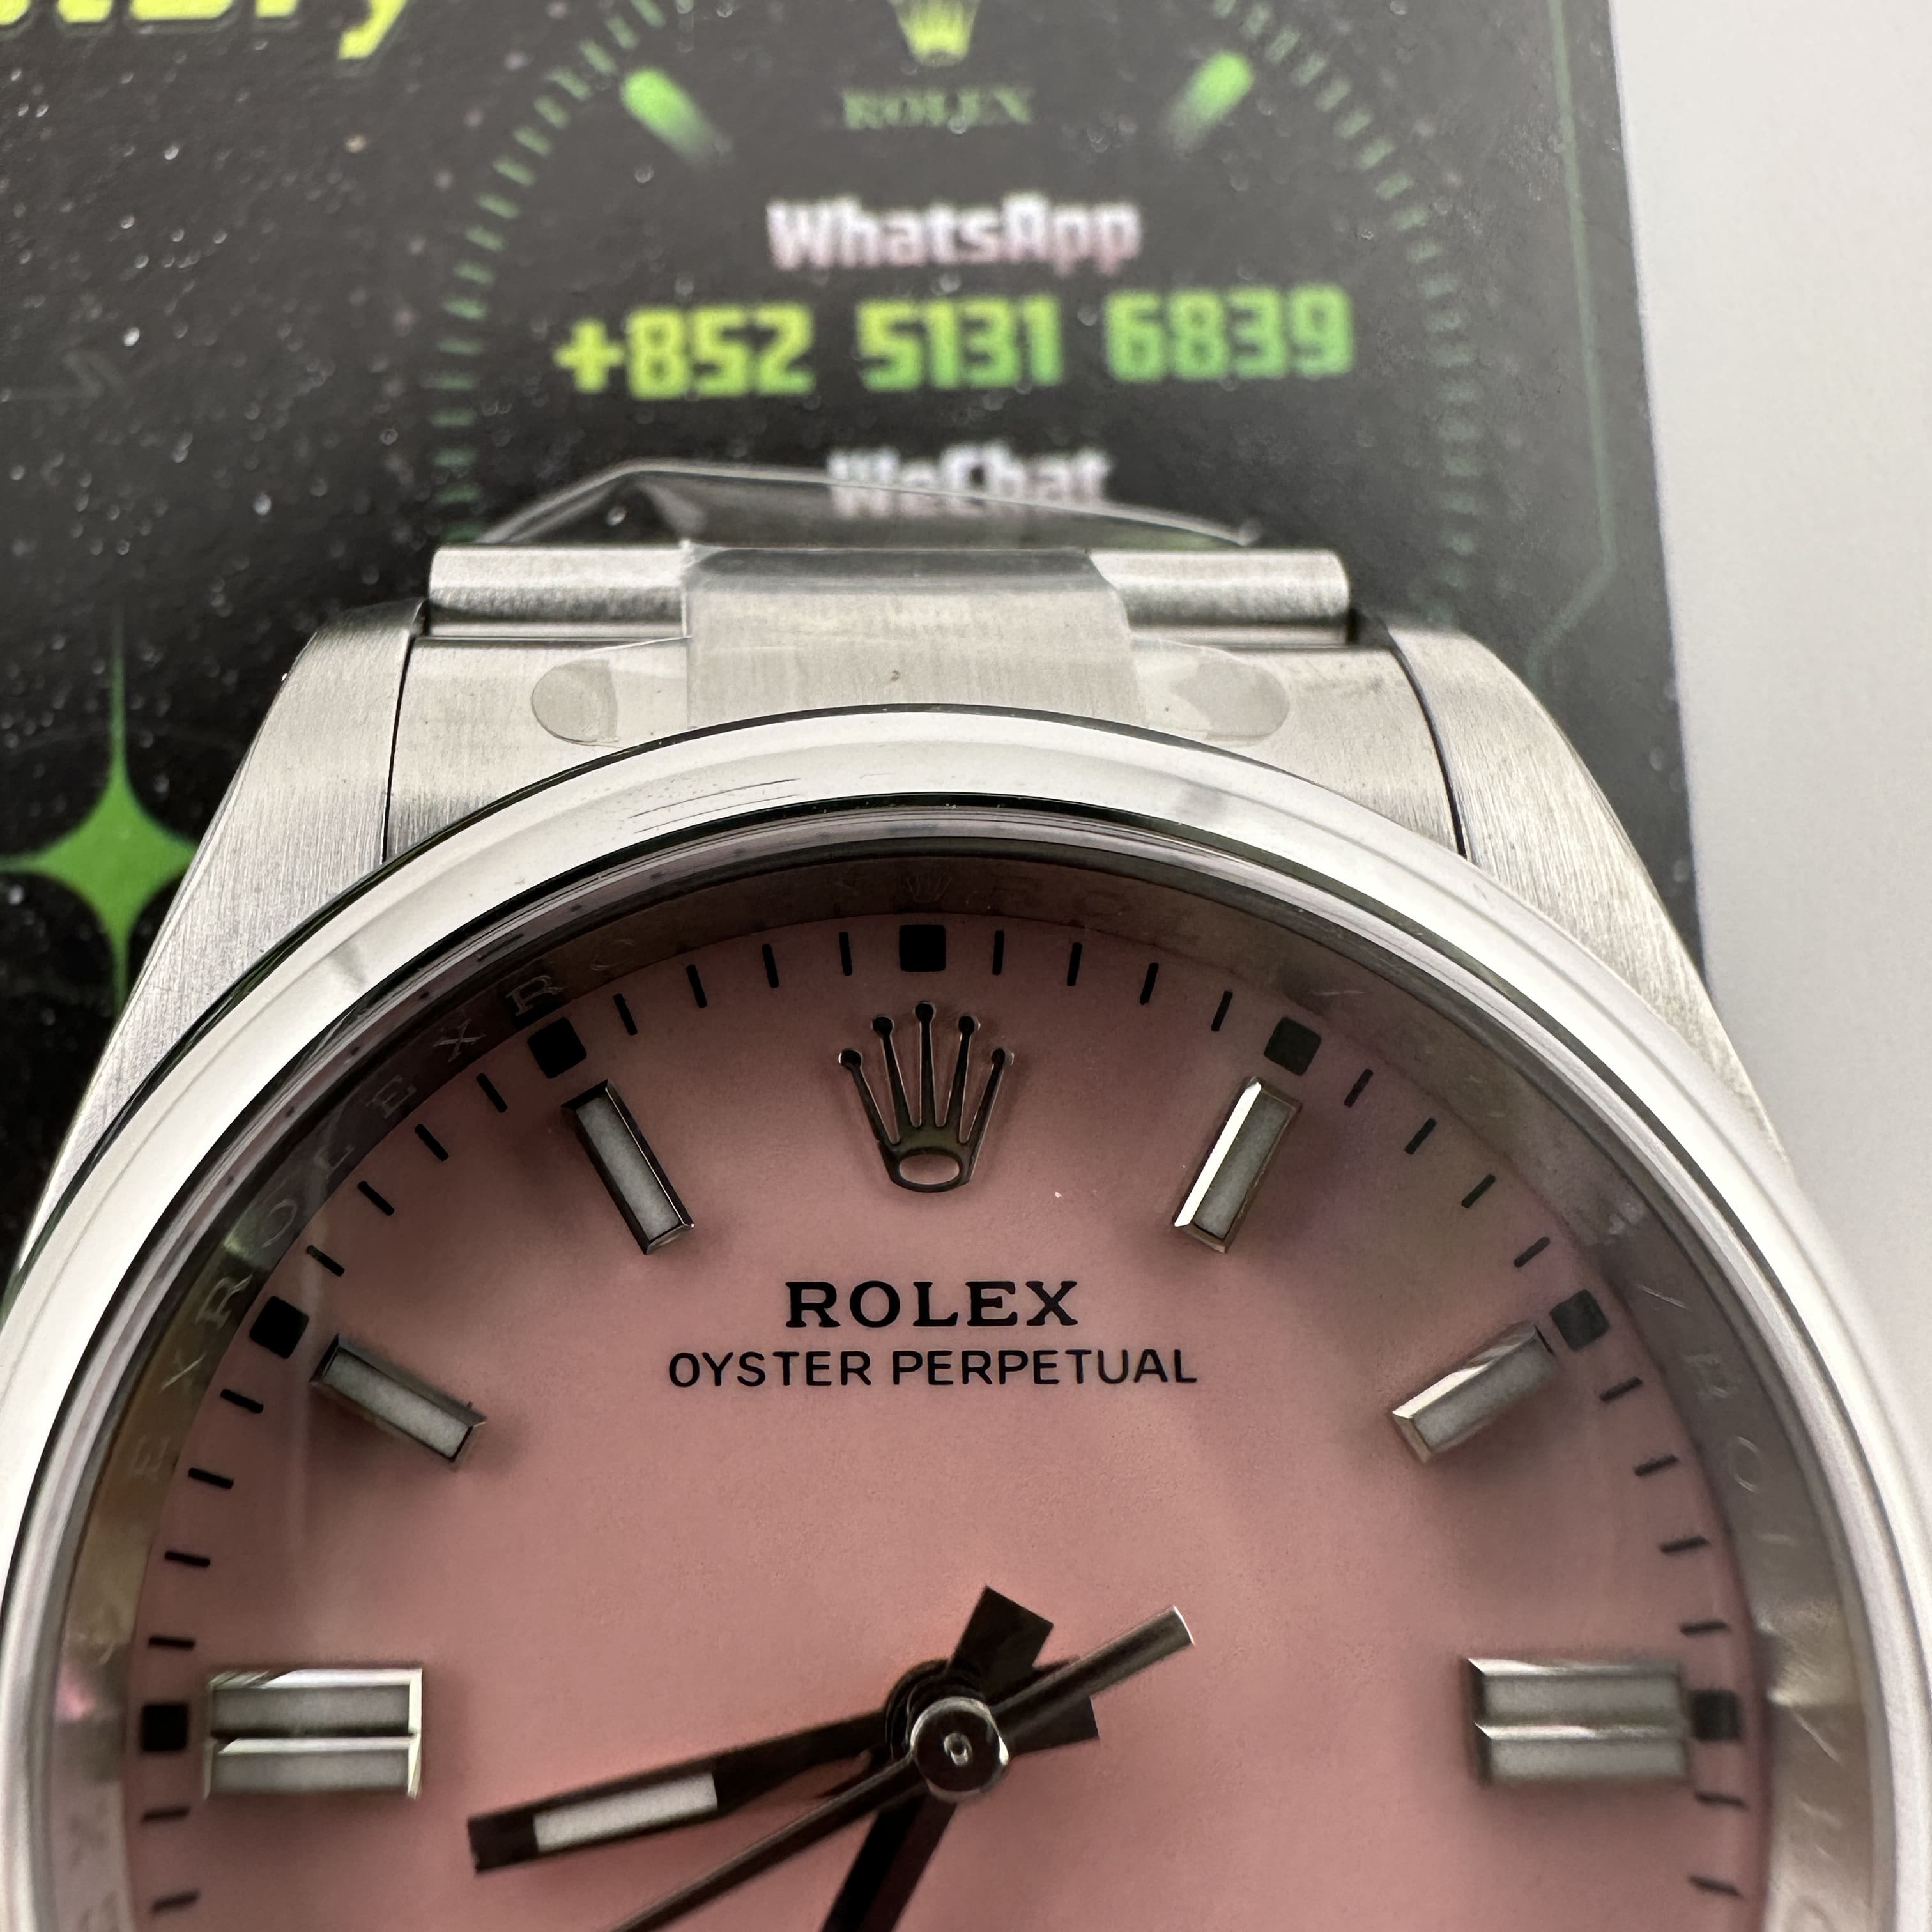 ROLEX
WhatsApp
+852 5131 6839
WeChat
ROLEX
OYSTER PERPETUAL